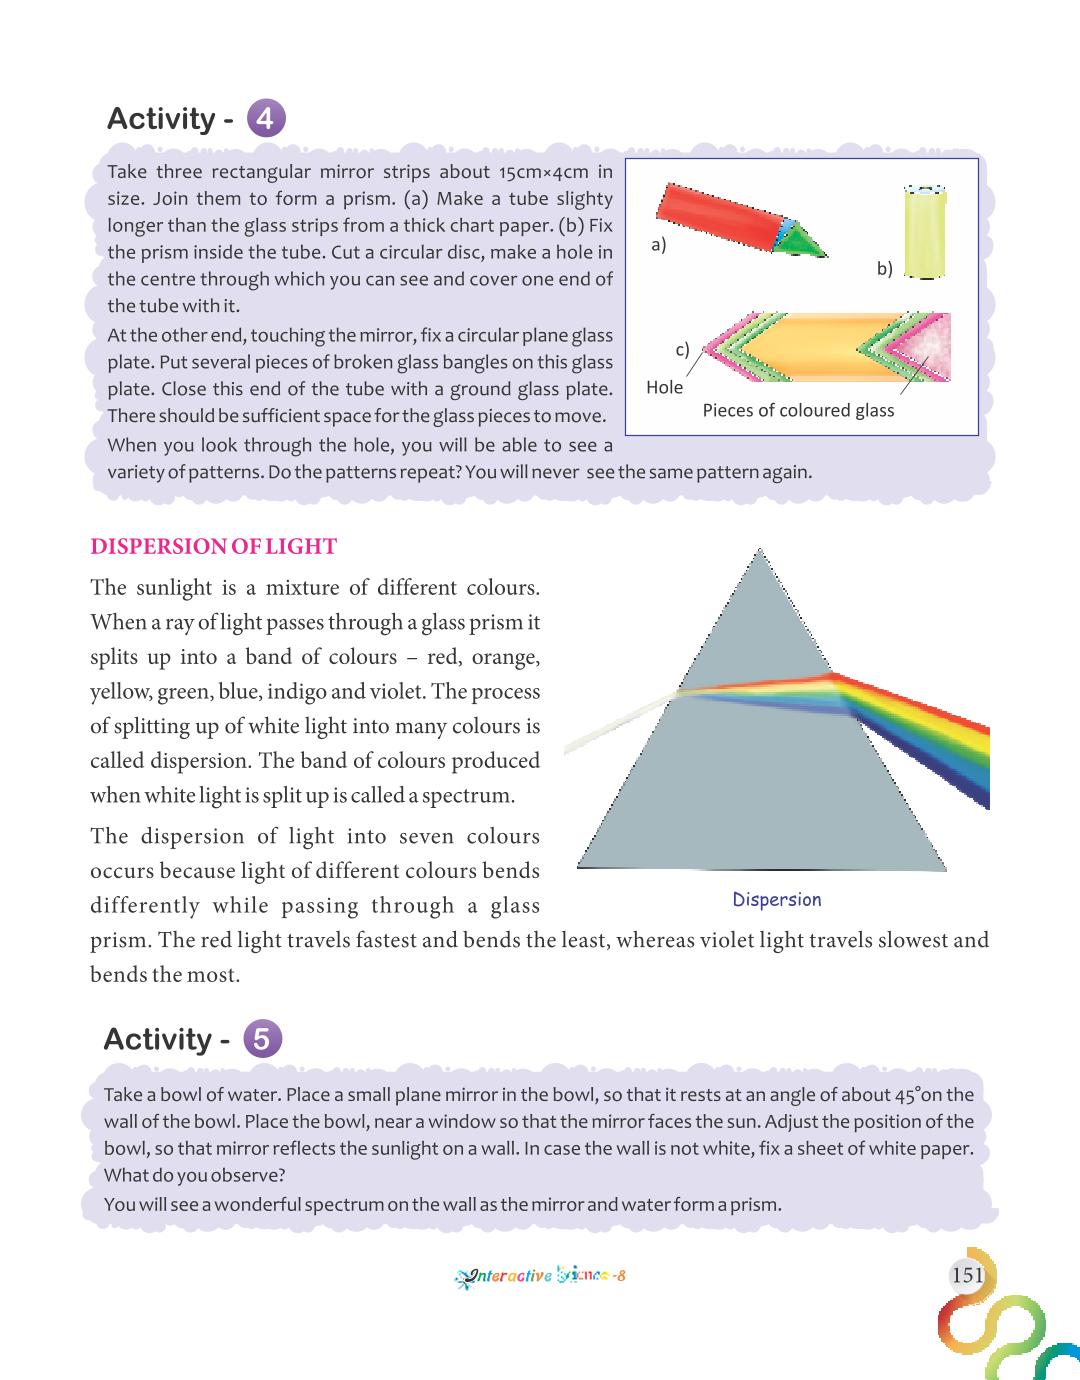 Activity - 4
Take three rectangular mirror strips about 15cm×4cm in
size. Join them to form a prism. (a) Make a tube slighty
longer than the glass strips from a thick chart paper. (b) Fix
the prism inside the tube. Cut a circular disc, make a hole in
the centre through which you can see and cover one end of
the tube with it.
At the other end, touching the mirror, fix a circular plane glass
plate. Put several pieces of broken glass bangles on this glass
plate. Close this end of the tube with a ground glass plate.
There should be sufficient space for the glass pieces to move.
When you look through the hole, you will be able to see a
variety of patterns. Do the patterns repeat? You will never see the same pattern again.
a)
b)
c)
Hole
Pieces of coloured glass
DISPERSION OF LIGHT
The sunlight is a mixture of different colours.
When a ray of light passes through a glass prism it
splits up into a band of colours – red, orange,
yellow, green, blue, indigo and violet. The process
of splitting up of white light into many colours is
called dispersion. The band of colours produced
when white light is split up is called a spectrum.
The dispersion of light into seven colours
occurs because light of different colours bends
differently while passing through a glass
prism. The red light travels fastest and bends the least, whereas violet light travels slowest and
bends the most.
Dispersion
Activity - 5
Take a bowl of water. Place a small plane mirror in the bowl, so that it rests at an angle of about 45°on the
wall of the bowl. Place the bowl, near a window so that the mirror faces the sun. Adjust the position of the
bowl, so that mirror reflects the sunlight on a wall. In case the wall is not white, fix a sheet of white paper.
What do you observe?
You will see a wonderful spectrum on the wall as the mirror and water form a prism.
Interactive Science -8
151